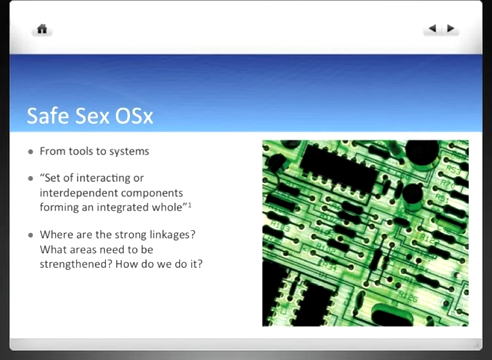 Safe Sex OSx
From tools to systems
“Set of interacting or
interdependent components
forming an integrated whole”¹
Where are the strong linkages?
What areas need to be
strengthened? How do we do it?